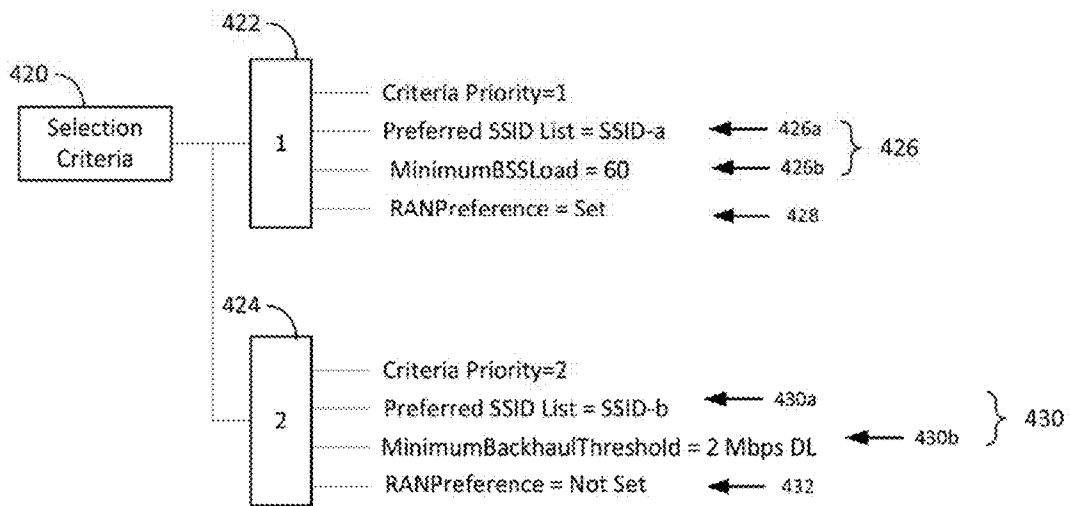 422
420
Selection
Criteria
1
Criteria Priority=1
Preferred SSID List = SSID-a
426a
MinimumBSSLoad = 60
426b
426
RANPreference = Set
428
424
2
Criteria Priority=2
Preferred SSID List = SSID-b
430a
MinimumBackhaulThreshold = 2 Mbps DL
430b
430
RANPreference = Not Set
432